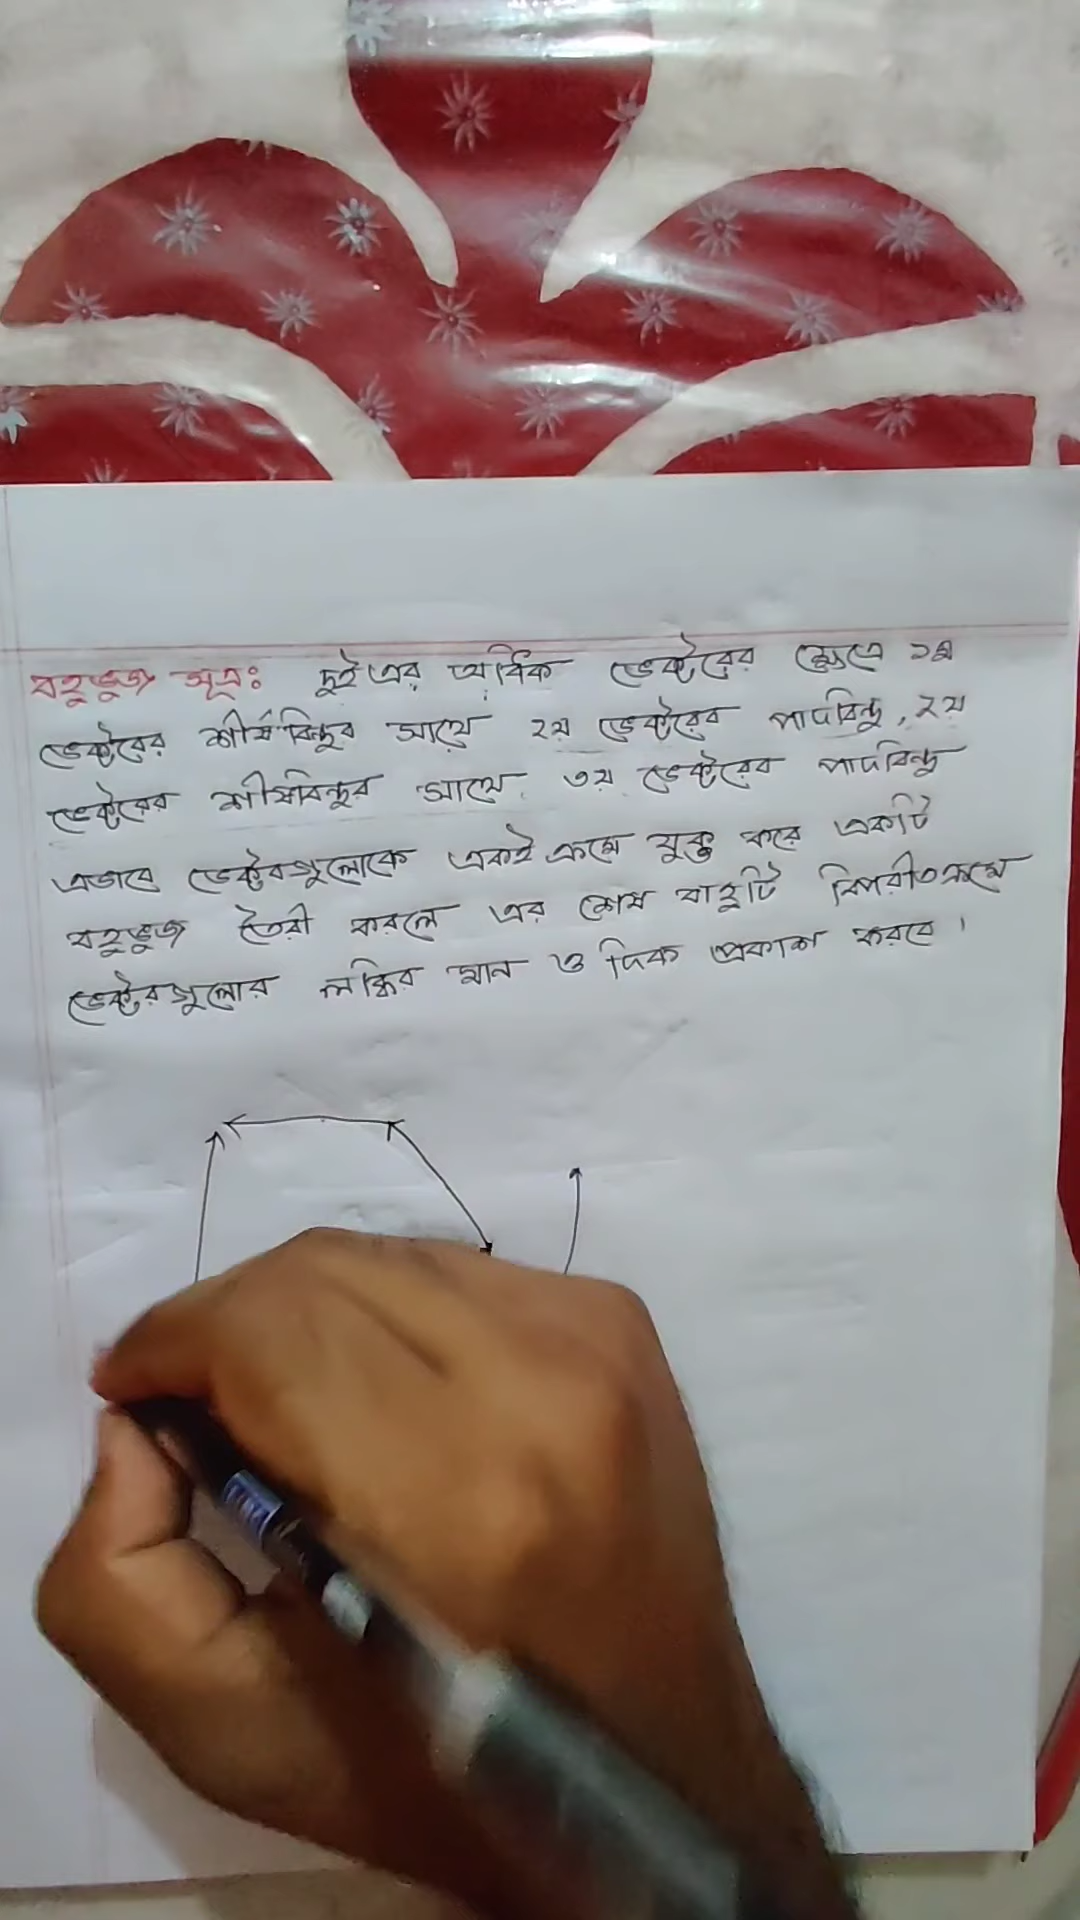 বহুভুজ সূত্রঃ দুই এর অধিক ভেক্টরের ক্ষেত্রে ১ম
ভেক্টরের শীর্ষবিন্দুর সাথে ২য় ভেক্টরের পাদবিন্দু, ২য়
ভেক্টরের শীর্ষবিন্দুর সাথে ৩য় ভেক্টরের পাদবিন্দু
এভাবে ভেক্টরগুলোকে একই ক্রমে যুক্ত করে একটি
বহুভুজ তৈরী করলে এর শেষ বাহুটি বিপরীতক্রমে
ভেক্টরগুলোর লব্ধির মান ও দিক প্রকাশ করবে।